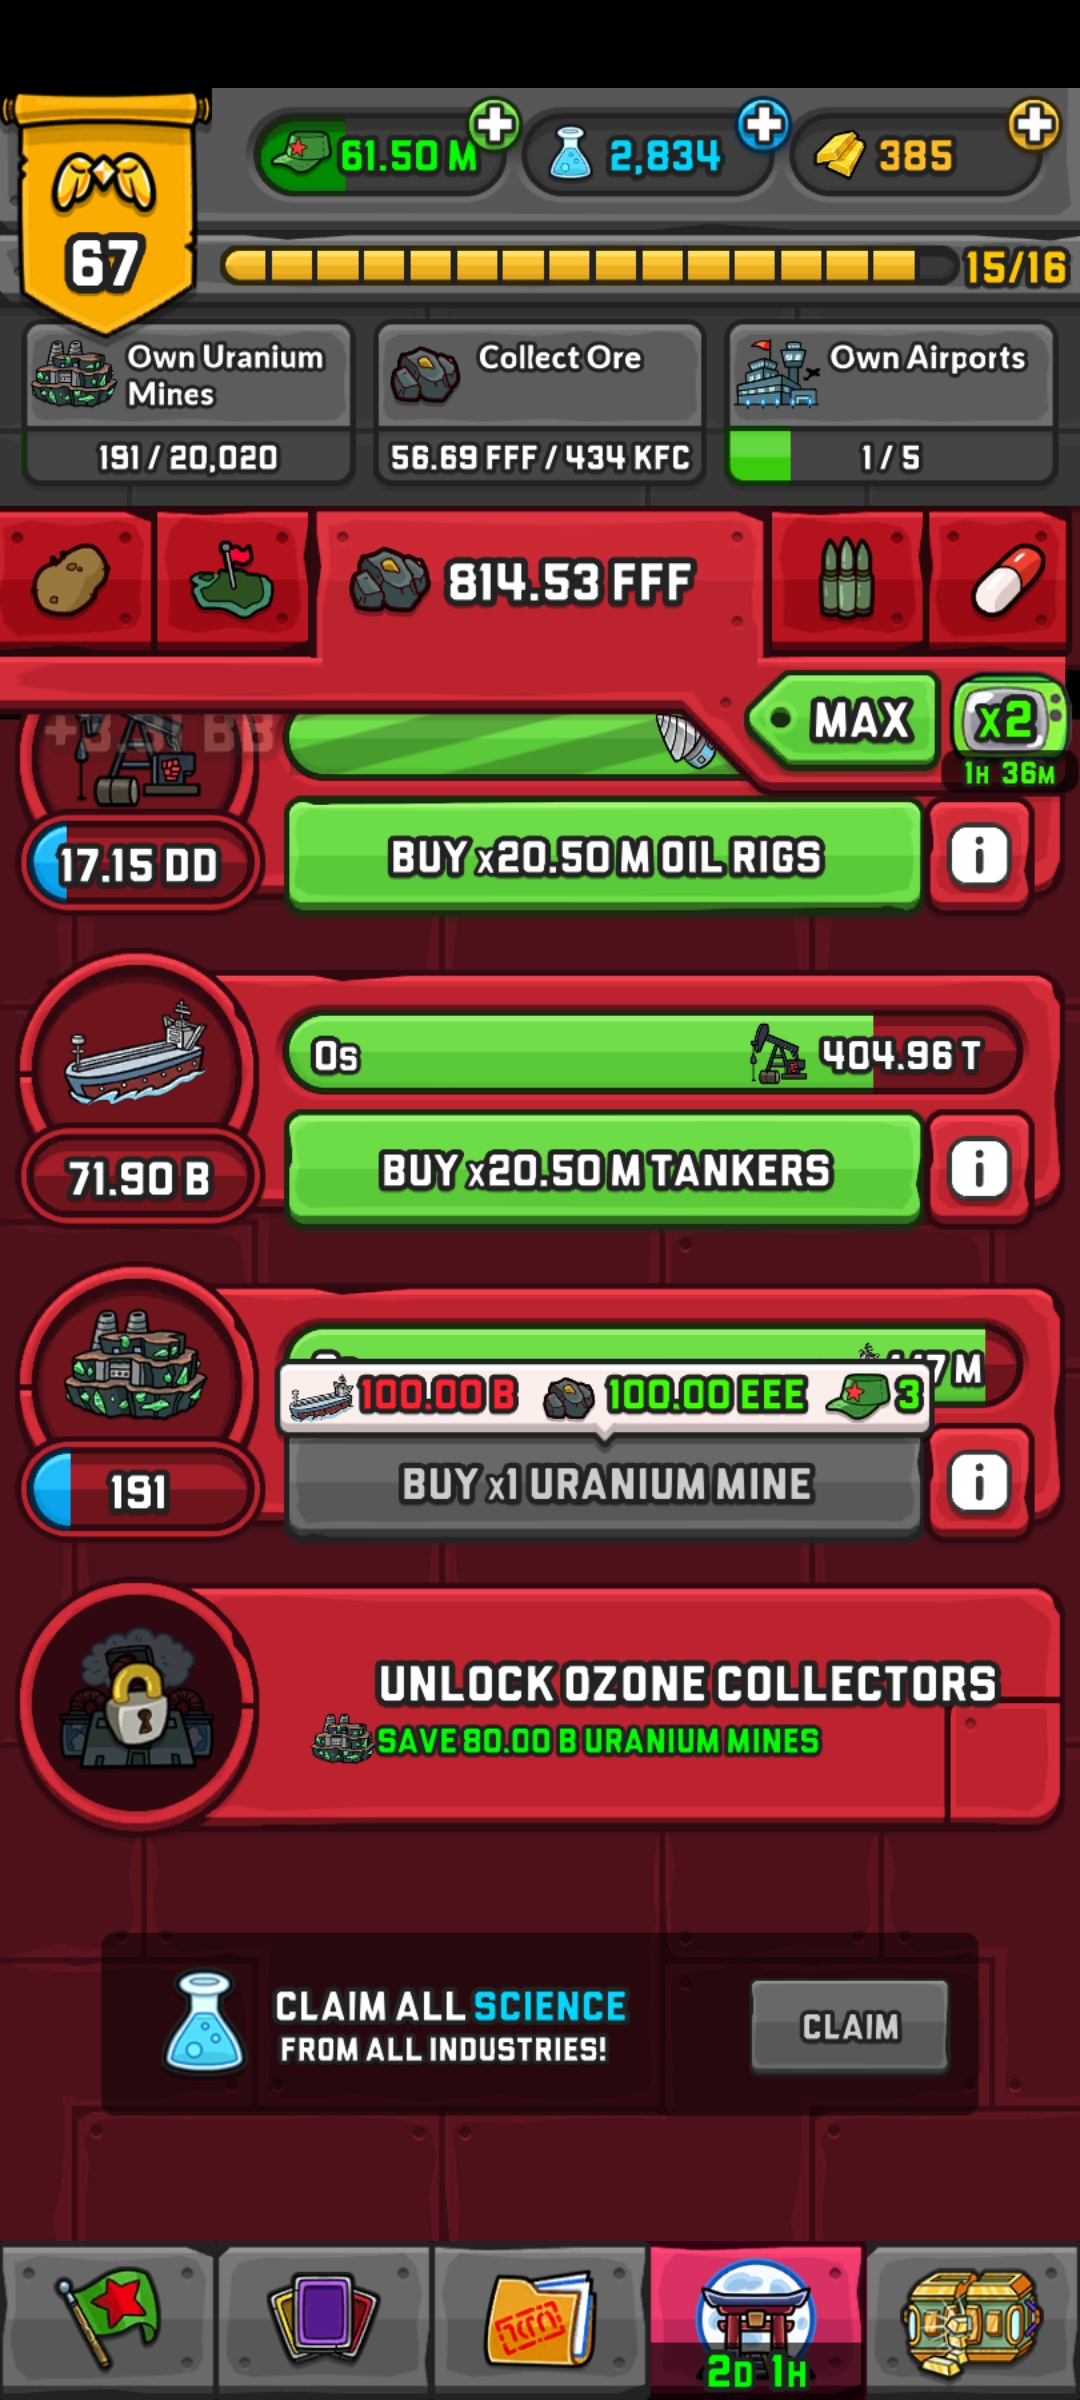 61.50 M
2,834
385
67
15/16
Own Uranium
Mines
191 / 20,020
Collect Ore
56.69 FFF / 434 KFC
Own Airports
1 / 5
814.53 FFF
MAX
x2
1H 36M
17.15 DD
BUY x20.50 M OIL RIGS
i
0s
404.96 T
71.90 B
BUY x20.50 M TANKERS
i
7 M
100.00 B
100.00 EEE
3
191
BUY x1 URANIUM MINE
i
UNLOCK OZONE COLLECTORS
SAVE 80.00 B URANIUM MINES
CLAIM ALL SCIENCE
FROM ALL INDUSTRIES!
CLAIM
2D 1H